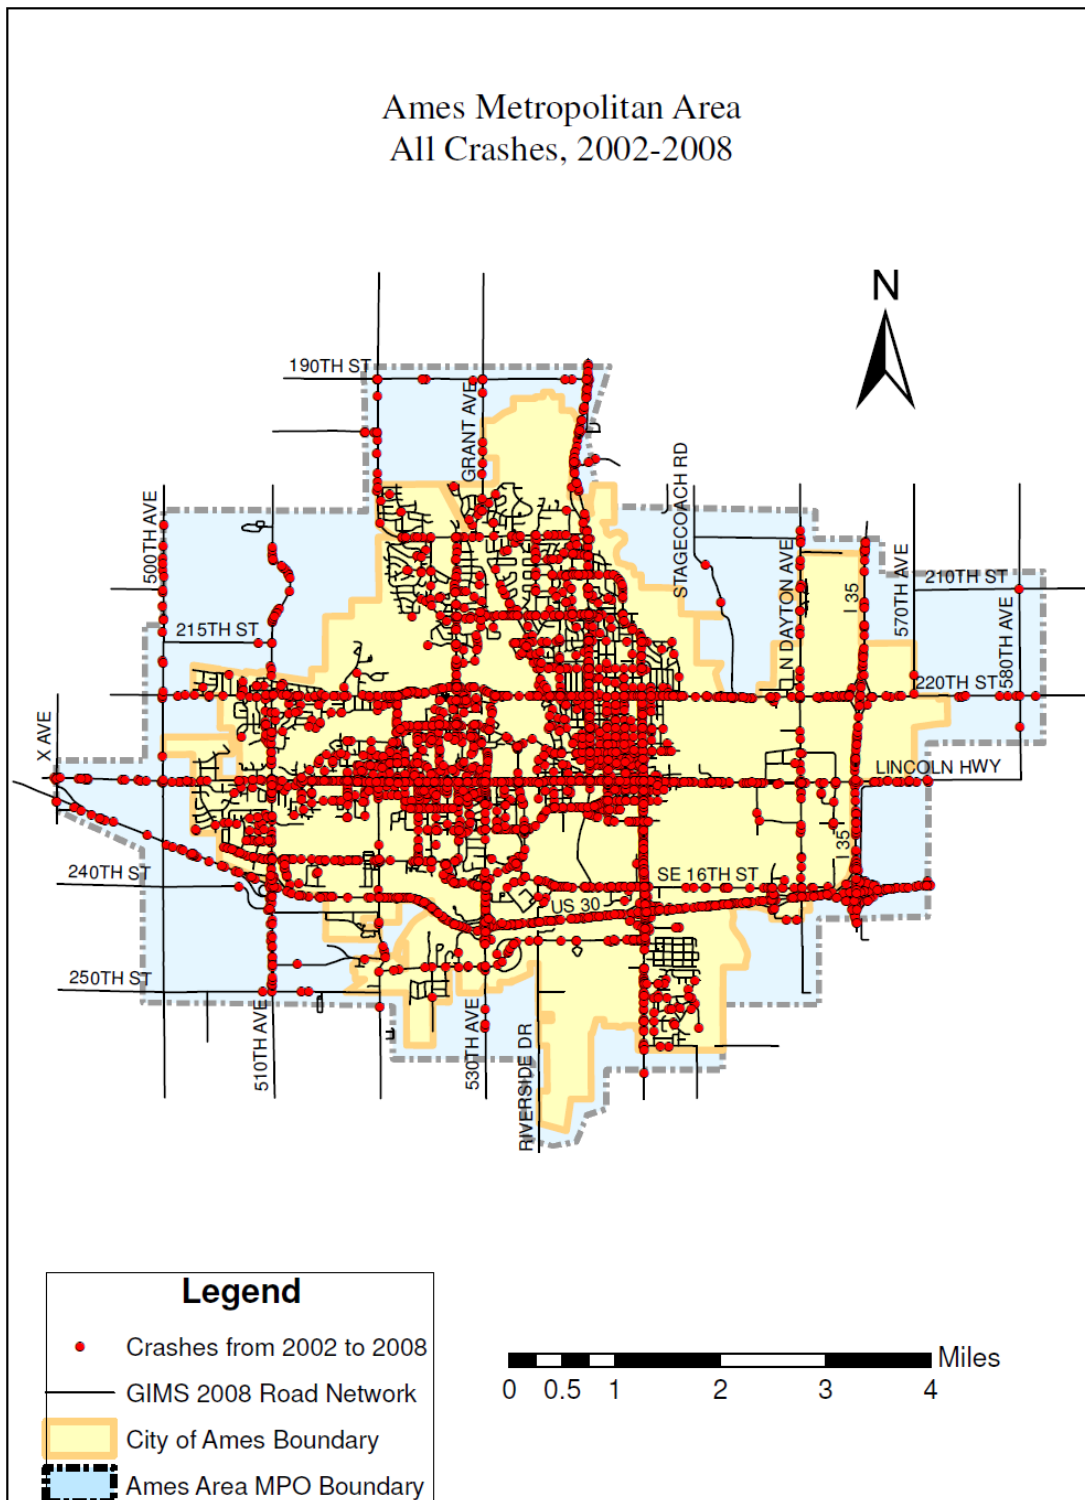 Ames Metropolitan Area
All Crashes, 2002-2008
N
190TH ST
GRANT AVE
STAGECOACH RD
500TH AVE
N DAYTON AVE
I 35
570TH AVE
210TH ST
580TH AVE
215TH ST
220TH ST
X AVE
LINCOLN HWY
I 35
240TH ST
SE 16TH ST
US 30
250TH ST
510TH AVE
530TH AVE
RIVERSIDE DR
Legend
Crashes from 2002 to 2008
GIMS 2008 Road Network
City of Ames Boundary
Ames Area MPO Boundary
Miles
0 0.5 1 2 3 4